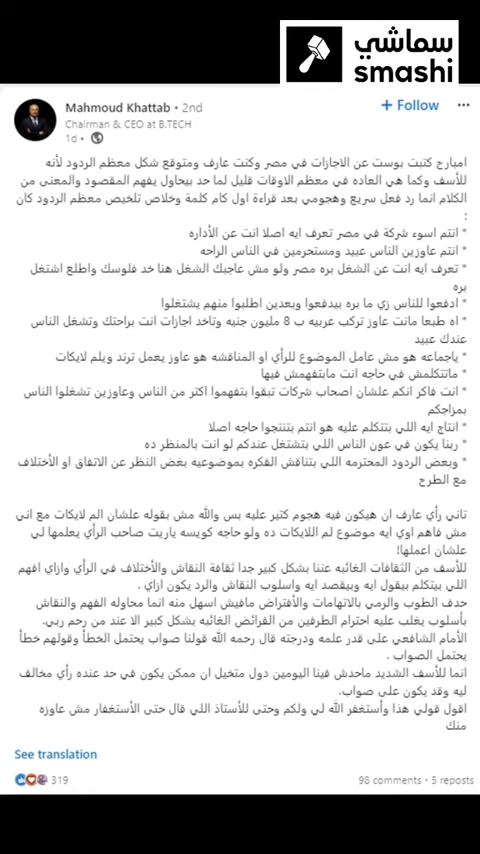 سماشي
smashi
Mahmoud Khattab • 2nd
+ Follow
Chairman & CEO at B.TECH
1d •
امبارح كتبت بوست عن الاجازات في مصر وكنت عارف ومتوقع شكل معظم الردود لأنه
للأسف وكما هي العاده في معظم الاوقات قليل لما حد بيحاول يفهم المقصود والمعنى من
الكلام انما رد فعل سريع وهجومي بعد قراءة اول كام كلمة وخلاص تلخيص معظم الردود كان
:
* انتم اسوء شركة في مصر تعرف ايه اصلا انت عن الأداره
* انتم عاوزين الناس عبيد ومستحرمين في الناس الراحه
* تعرف ايه انت عن الشغل بره مصر ولو مش عاجبك الشغل هنا خد فلوسك واطلع اشتغل
بره
* ادفعوا للناس زي ما بره بيدفعوا وبعدين اطلبوا منهم يشتغلوا
* اه طبعا مانت عاوز تركب عربيه ب 8 مليون جنيه وتاخد اجازات انت براحتك وتشغل الناس
عندك عبيد
* ياجماعه هو مش عامل الموضوع للرأي او المناقشه هو عاوز يعمل ترند ويلم لايكات
* ماتتكلمش في حاجه انت مابتفهمش فيها
* انت فاكر انكم علشان اصحاب شركات تبقوا بتفهموا اكتر من الناس وعاوزين تشغلوا الناس
بمزاجكم
* انتاج ايه اللي بتتكلم عليه هو انتم بتنتجوا حاجه اصلا
* ربنا يكون في عون الناس اللي بتشتغل عندكم لو انت بالمنظر ده
* وبعض الردود المحترمه اللي بتناقش الفكره بموضوعيه بغض النظر عن الاتفاق او الأختلاف
مع الطرح
تاني رأي عارف ان هيكون فيه هجوم كتير عليه بس والله مش بقوله علشان الم لايكات مع اني
مش فاهم اوي ايه موضوع لم اللايكات ده ولو حاجه كويسه ياريت صاحب الرأي يعلمها لي
علشان اعملها!
للأسف من الثقافات الغائبه عننا بشكل كبير جدا ثقافة النقاش والأختلاف في الرأي وازاي افهم
اللي بيتكلم بيقول ايه وبيقصد ايه واسلوب النقاش والرد يكون ازاي .
حدف الطوب والرمي بالاتهامات والأفتراض مافيش اسهل منه انما محاوله الفهم والنقاش
بأسلوب يغلب عليه احترام الطرفين من الفرائض الغائبه بشكل كبير الا عند من رحم ربي.
الأمام الشافعي على قدر علمه ودرجته قال رحمه الله قولنا صواب يحتمل الخطأ وقولهم خطأ
يحتمل الصواب .
انما للأسف الشديد ماحدش فينا اليومين دول متخيل ان ممكن يكون في حد عنده رأي مخالف
ليه وقد يكون على صواب.
اقول قولي هذا وأستغفر الله لي ولكم وحتى للأستاذ اللي قال حتى الأستغفار مش عاوزه
منك
See translation
319
98 comments • 5 reposts